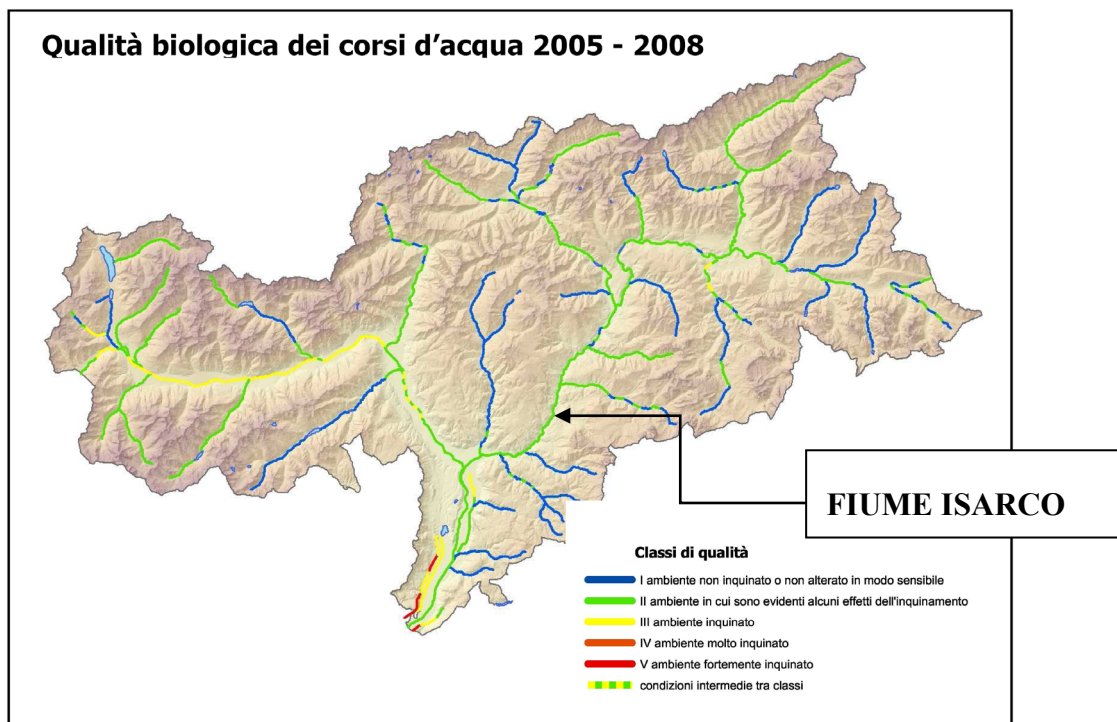 Qualità biologica dei corsi d'acqua 2005 - 2008
FIUME ISARCO
Classi di qualità
I ambiente non inquinato o non alterato in modo sensibile
II ambiente in cui sono evidenti alcuni effetti dell'inquinamento
III ambiente inquinato
IV ambiente molto inquinato
V ambiente fortemente inquinato
condizioni intermedie tra classi